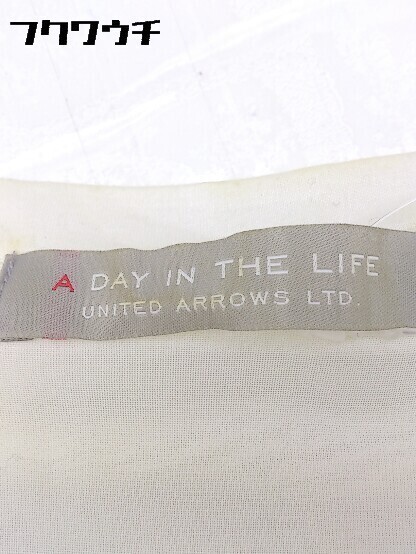 フクワウチ
A DAY IN THE LIFE
UNITED ARROWS LTD.